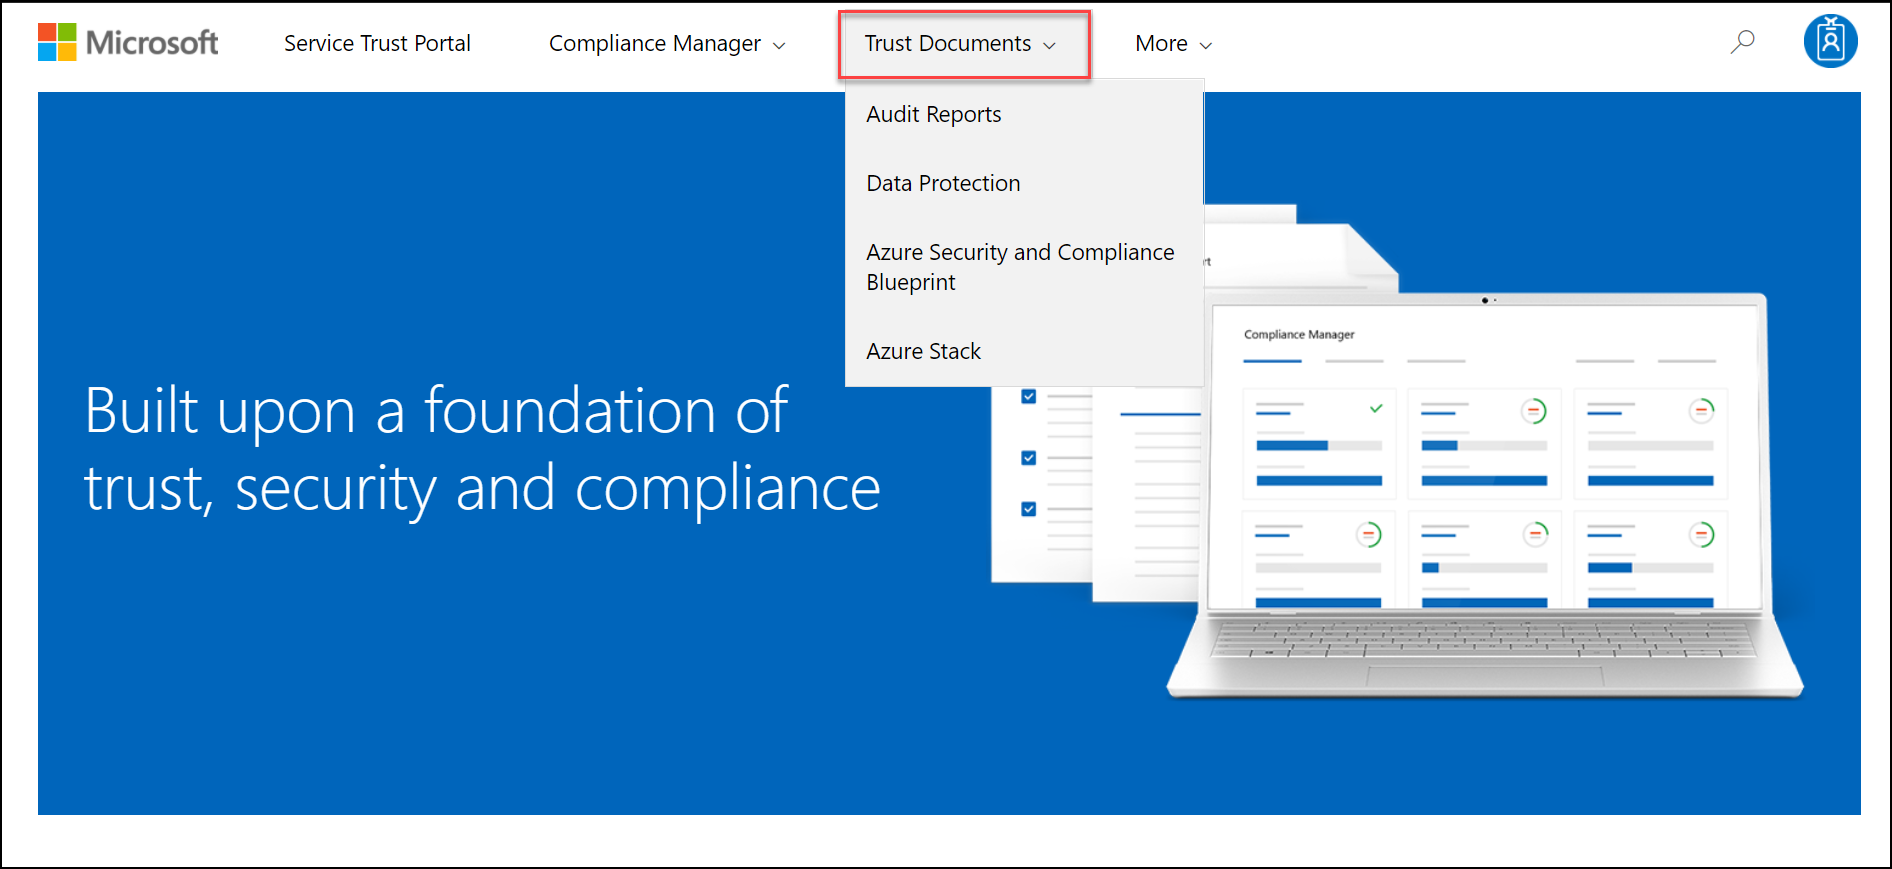 Microsoft
Service Trust Portal
Compliance Manager
Trust Documents
More
Audit Reports
Data Protection
Azure Security and Compliance
Blueprint
Azure Stack
Compliance Manager
Built upon a foundation of
trust, security and compliance